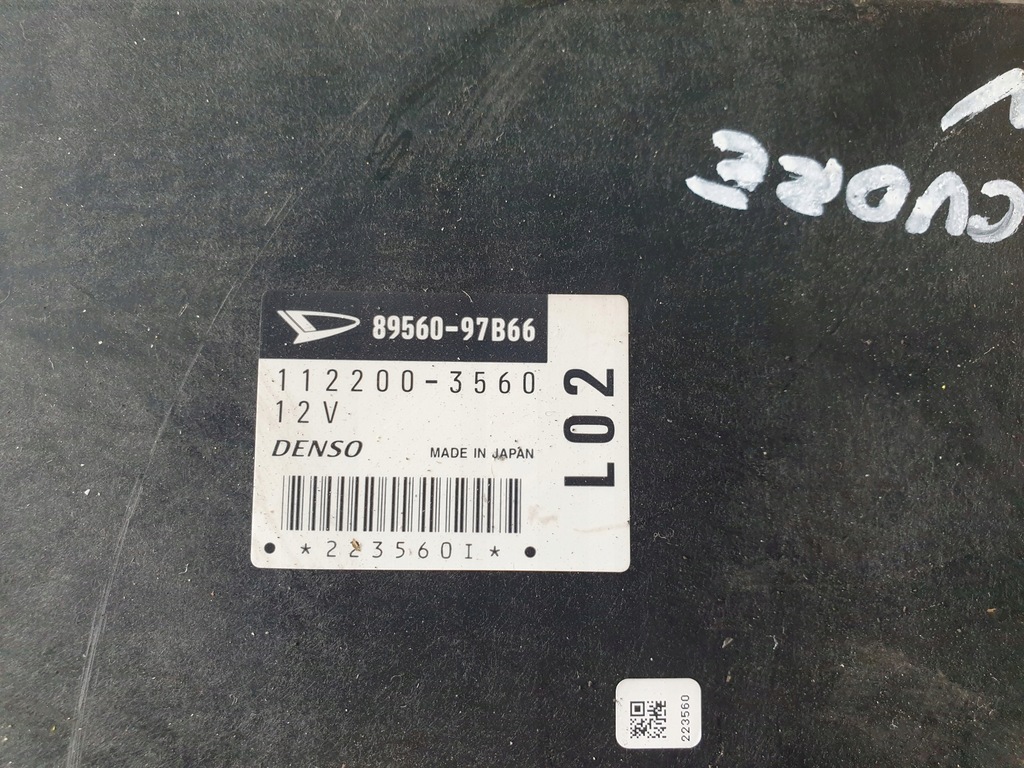 CUORE
89560-97B66
112200-3560
12V
DENSO MADE IN JAPAN
L02
*223560I*
223560